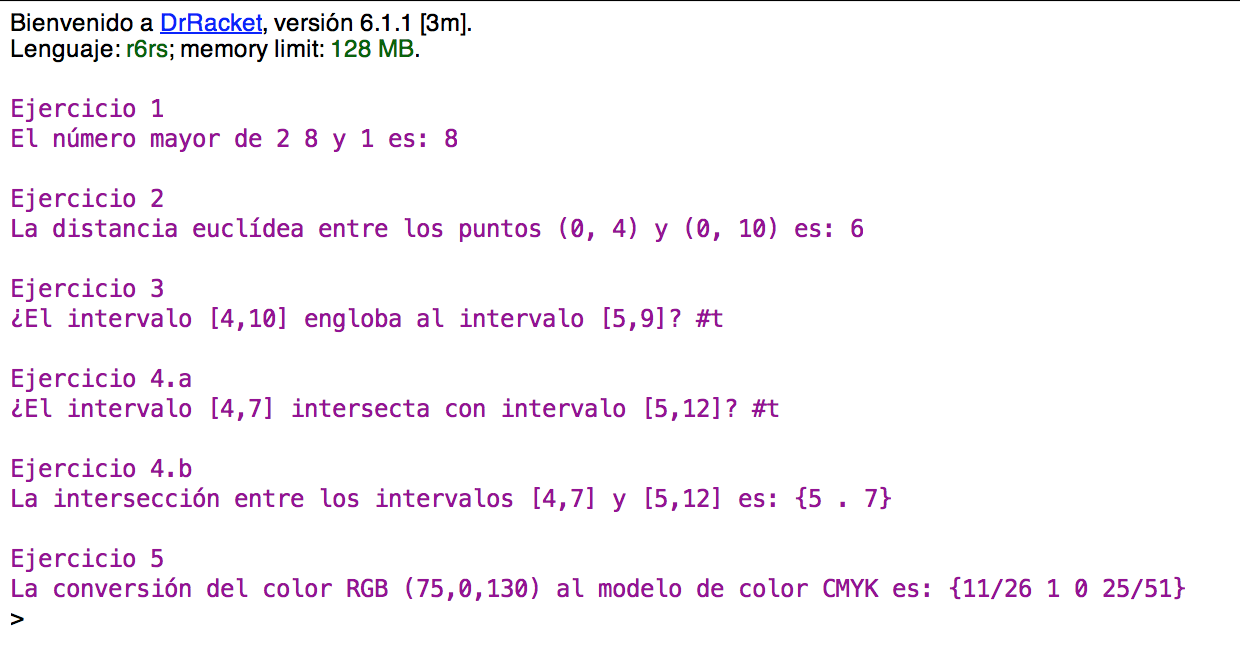 Bienvenido a DrRacket, versión 6.1.1 [3m].
Lenguaje: r6rs; memory limit: 128 MB.
Ejercicio 1
El número mayor de 2 8 y 1 es: 8
Ejercicio 2
La distancia euclídea entre los puntos (0, 4) y (0, 10) es: 6
Ejercicio 3
¿El intervalo [4,10] engloba al intervalo [5,9]? #t
Ejercicio 4.a
¿El intervalo [4,7] intersecta con intervalo [5,12]? #t
Ejercicio 4.b
La intersección entre los intervalos [4,7] y [5,12] es: {5 . 7}
Ejercicio 5
La conversión del color RGB (75,0,130) al modelo de color CMYK es: {11/26 1 0 25/51}
>